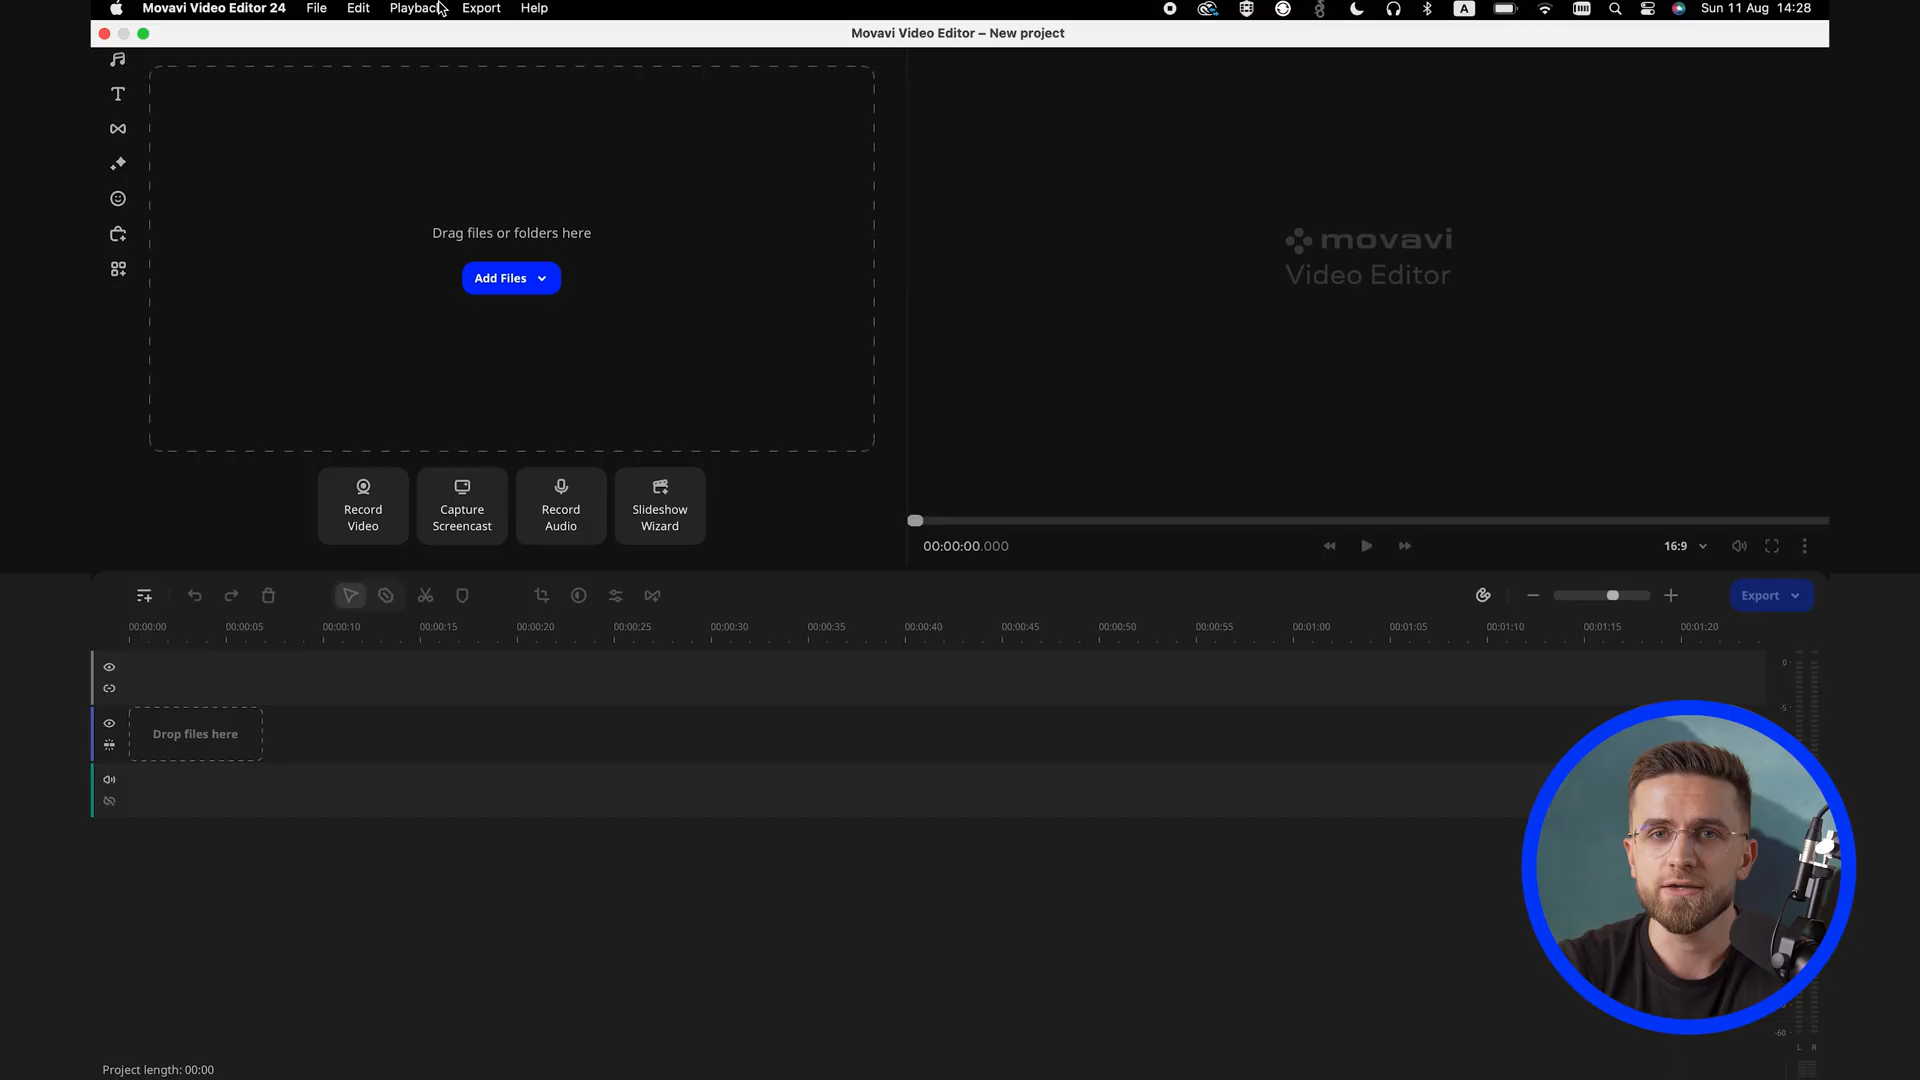 Movavi Video Editor 24 File Edit Playback Export Help A Sun 11 Aug 14:28
Movavi Video Editor – New project
Drag files or folders here
Add Files
movavi
Video Editor
Record
Video
Capture
Screencast
Record
Audio
Slideshow
Wizard
00:00:00.000
16:9
Export
00:00:00 00:00:05 00:00:10 00:00:15 00:00:20 00:00:25 00:00:30 00:00:35 00:00:40 00:00:45 00:00:50 00:00:55 00:01:00 00:01:05 00:01:10 00:01:15 00:01:20
0
-5
Drop files here
-60
L R
Project length: 00:00